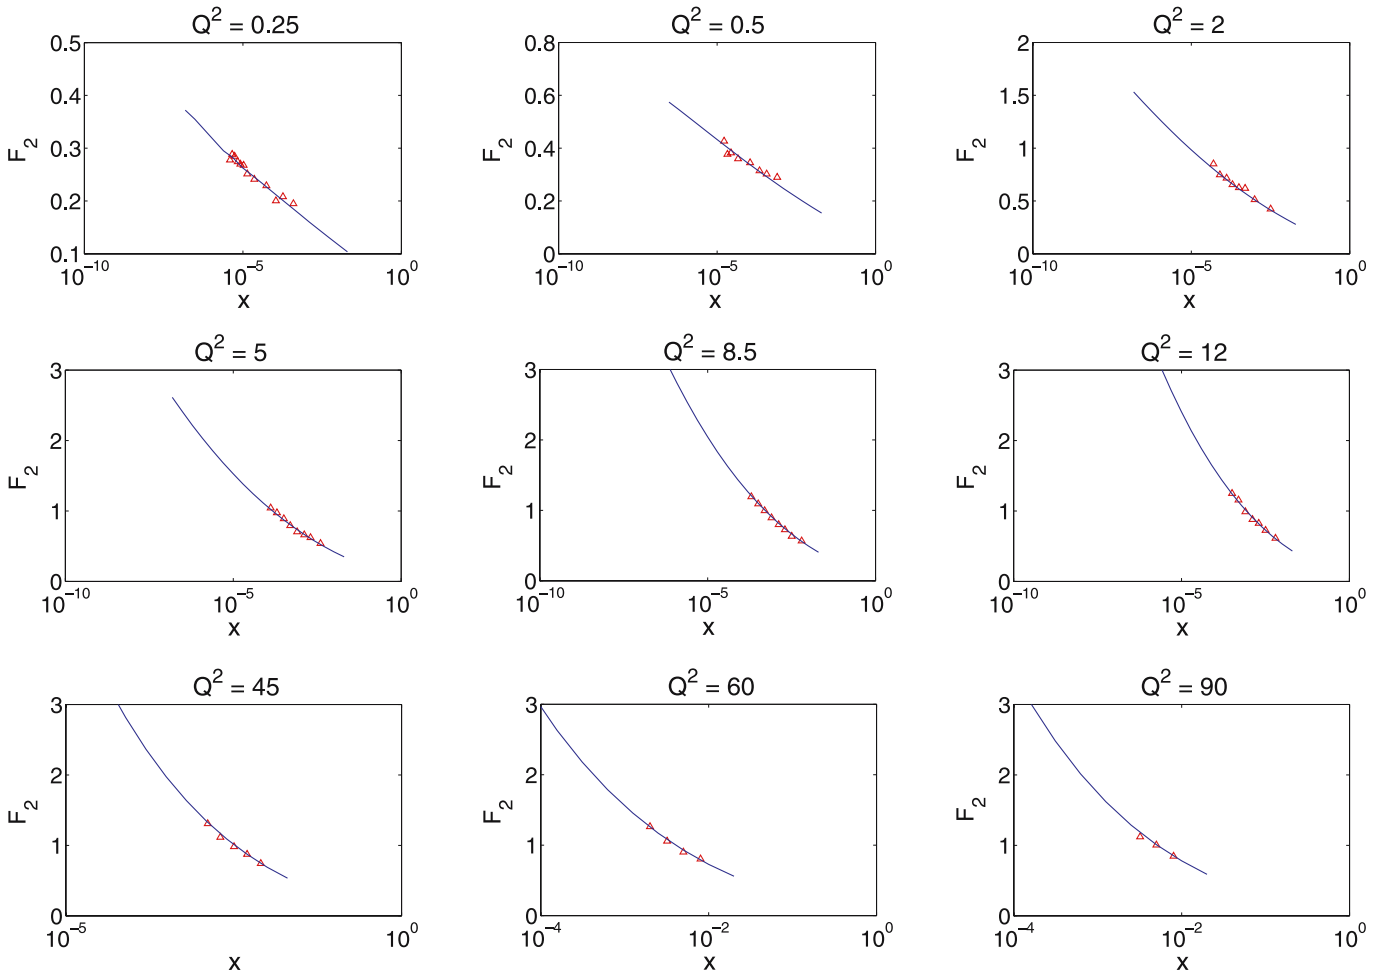 Q² = 0.25
0.5
0.4
0.3
0.2
0.1
F₂
10⁻¹⁰
10⁻⁵
10⁰
x
Q² = 0.5
0.8
0.6
0.4
0.2
0
F₂
10⁻¹⁰
10⁻⁵
10⁰
x
Q² = 2
2
1.5
1
0.5
0
F₂
10⁻¹⁰
10⁻⁵
10⁰
x
Q² = 5
3
2
1
0
F₂
10⁻¹⁰
10⁻⁵
10⁰
x
Q² = 8.5
3
2
1
0
F₂
10⁻¹⁰
10⁻⁵
10⁰
x
Q² = 12
3
2
1
0
F₂
10⁻¹⁰
10⁻⁵
10⁰
x
Q² = 45
3
2
1
0
F₂
10⁻⁵
10⁰
x
Q² = 60
3
2
1
0
F₂
10⁻⁴
10⁻²
10⁰
x
Q² = 90
3
2
1
0
F₂
10⁻⁴
10⁻²
10⁰
x